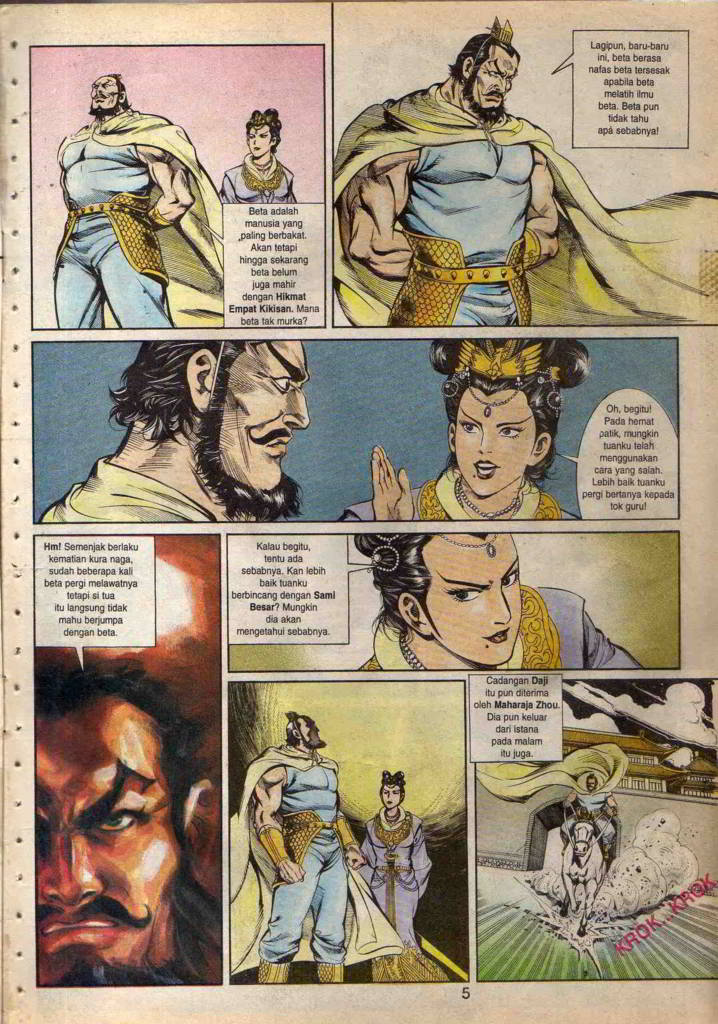 Beta adalah
manusia yang
paling berbakat.
Akan tetapi
hingga sekarang
beta belum
juga mahir
dengan Hikmat
Empat Kikisan. Mana
beta tak murka?
Lagipun, baru-baru
ini, beta berasa
nafas beta tersesak
apabila beta
melatih ilmu
beta. Beta pun
tidak tahu
apa sebabnya!
Oh, begitu!
Pada hemat
patik, mungkin
tuanku telah
menggunakan
cara yang salah.
Lebih baik tuanku
pergi bertanya kepada
tok guru!
Hm! Semenjak berlaku
kematian kura naga,
sudah beberapa kali
beta pergi melawatnya
tetapi si tua
itu langsung tidak
mahu berjumpa
dengan beta.
Kalau begitu,
tentu ada
sebabnya. Kan lebih
baik tuanku
berbincang dengan Sami
Besar? Mungkin
dia akan
mengetahui sebabnya.
Cadangan Daji
itu pun diterima
oleh Maharaja Zhou.
Dia pun keluar
dari istana
pada malam
itu juga.
KROK...KROK
5